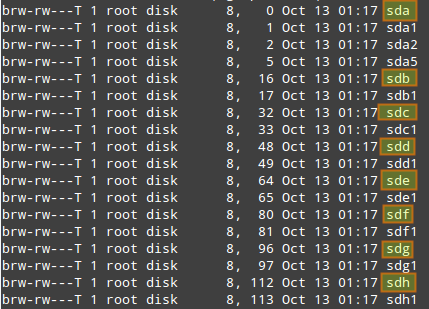 brw-rw---T 1 root disk 8, 0 Oct 13 01:17 sda
brw-rw---T 1 root disk 8, 1 Oct 13 01:17 sda1
brw-rw---T 1 root disk 8, 2 Oct 13 01:17 sda2
brw-rw---T 1 root disk 8, 5 Oct 13 01:17 sda5
brw-rw---T 1 root disk 8, 16 Oct 13 01:17 sdb
brw-rw---T 1 root disk 8, 17 Oct 13 01:17 sdb1
brw-rw---T 1 root disk 8, 32 Oct 13 01:17 sdc
brw-rw---T 1 root disk 8, 33 Oct 13 01:17 sdc1
brw-rw---T 1 root disk 8, 48 Oct 13 01:17 sdd
brw-rw---T 1 root disk 8, 49 Oct 13 01:17 sdd1
brw-rw---T 1 root disk 8, 64 Oct 13 01:17 sde
brw-rw---T 1 root disk 8, 65 Oct 13 01:17 sde1
brw-rw---T 1 root disk 8, 80 Oct 13 01:17 sdf
brw-rw---T 1 root disk 8, 81 Oct 13 01:17 sdf1
brw-rw---T 1 root disk 8, 96 Oct 13 01:17 sdg
brw-rw---T 1 root disk 8, 97 Oct 13 01:17 sdg1
brw-rw---T 1 root disk 8, 112 Oct 13 01:17 sdh
brw-rw---T 1 root disk 8, 113 Oct 13 01:17 sdh1